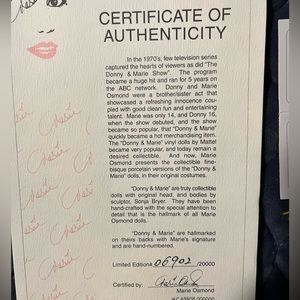 CERTIFICATE OF
AUTHENTICITY
In the 1970's, few television series
captured the hearts of viewers as did "The
Donny & Marie Show". The program
became a huge hit and ran for 5 years on
the ABC network. Donny and Marie
Osmond were a brother/sister act that
showcased a refreshing innocence coupled
with good clean fun and entertaining
talent. Marie was only 14, and Donny 16,
when the show debuted, and the show
became so popular, that "Donny & Marie"
quickly became a hot merchandising item.
The "Donny & Marie" vinyl dolls by Mattel
became very popular, and today remain a
desired collectible. And now, Marie
Osmond presents the collectible fine-
bisque porcelain versions of the "Donny &
Marie" dolls, in their original costumes.
"Donny & Marie" are truly collectible
dolls with original head, and bodies by
sculptor, Sonja Bryer. They have been
hand-crafted with the special attention to
detail that is the hallmark of all Marie
Osmond dolls.
"Donny & Marie" are hallmarked
on theirs backs with Marie's signature
and are hand-numbered.
Limited Edition# 06902 /20000
Certified by:
Marie Osmond